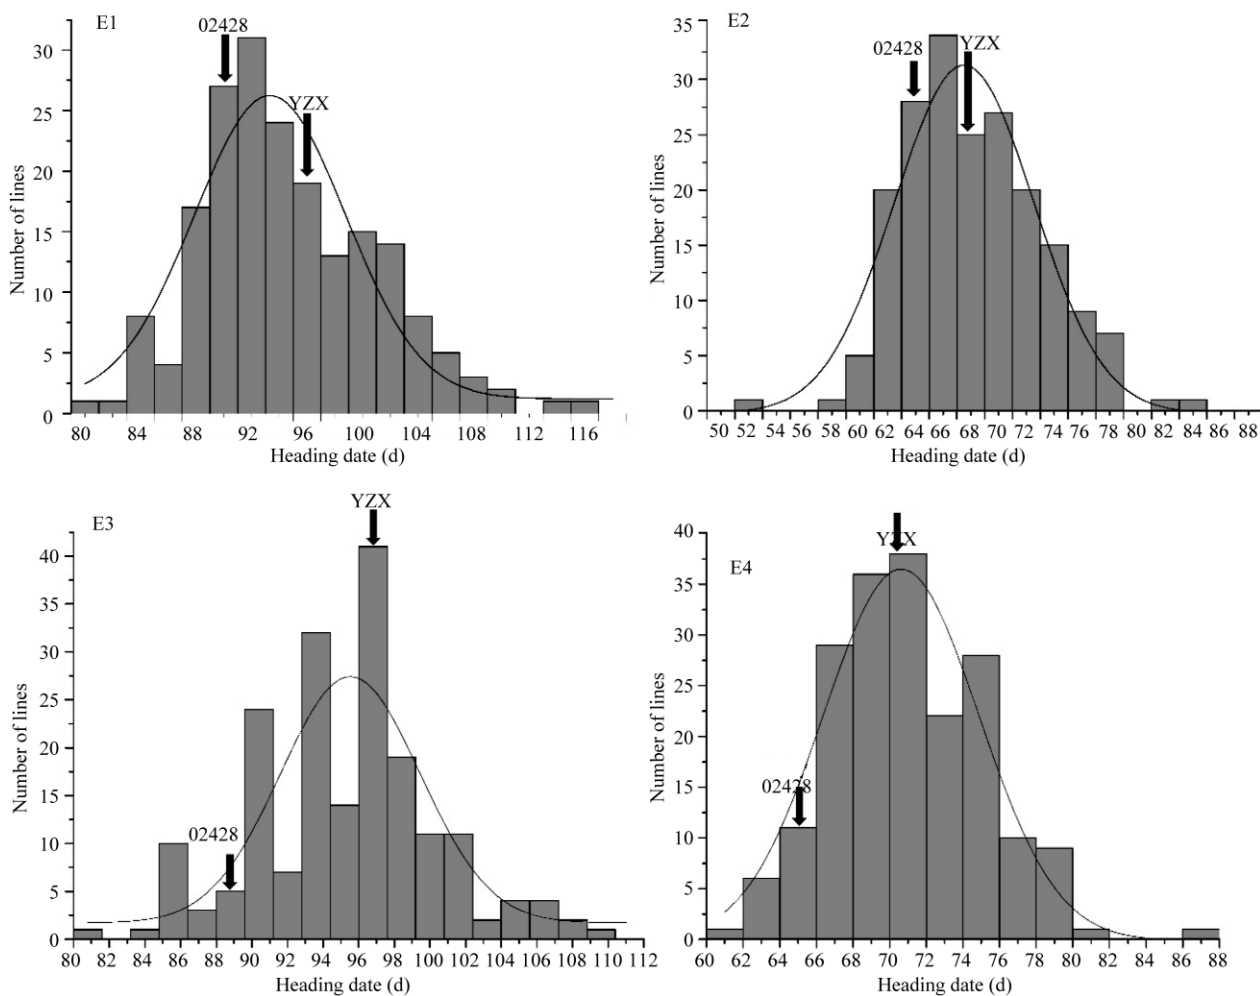 E1
02428
YZX
30
25
20
15
10
5
0
Number of lines
80 84 88 92 96 100 104 108 112 116
Heading date (d)
E2
02428
YZX
35
30
25
20
15
10
5
0
Number of lines
50 52 54 56 58 60 62 64 66 68 70 72 74 76 78 80 82 84 86 88
Heading date (d)
E3
YZX
02428
40
35
30
25
20
15
10
5
0
Number of lines
80 82 84 86 88 90 92 94 96 98 100 102 104 106 108 110 112
Heading date (d)
E4
YZX
02428
40
35
30
25
20
15
10
5
0
Number of lines
60 62 64 66 68 70 72 74 76 78 80 82 84 86 88
Heading date (d)